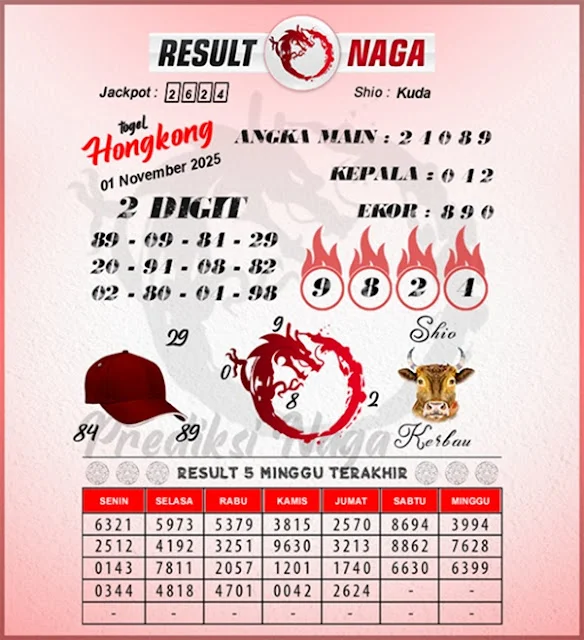 RESULT NAGA
Jackpot : 2624 Shio : Kuda
togel
Hongkong
01 November 2025
ANGKA MAIN : 2 4 0 8 9
KEPALA : 0 4 2
EKOR : 8 9 0
2 DIGIT
89 - 09 - 84 - 29
20 - 94 - 08 - 82
02 - 80 - 04 - 98
9 8 2 4
29
84 89
9
0
8
2
Shio
Kerbau
Prediksi Naga
RESULT 5 MINGGU TERAKHIR
SENIN SELASA RABU KAMIS JUMAT SABTU MINGGU
6321 5973 5379 3815 2570 8694 3994
2512 4192 3251 9630 3213 8862 7628
0143 7811 2057 1201 1740 6630 6399
0344 4818 4701 0042 2624 - -
- - - - - - -